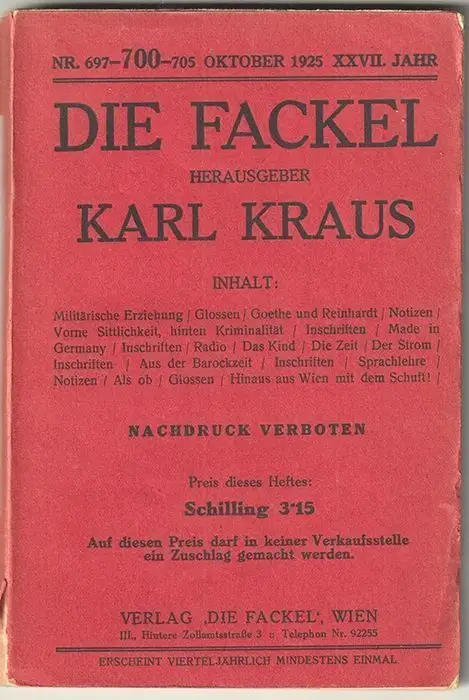 NR. 697–700–705 OKTOBER 1925 XXVII. JAHR
DIE FACKEL
HERAUSGEBER
KARL KRAUS
INHALT:
Militärische Erziehung / Glossen / Goethe und Reinhardt / Notizen /
Vorne Sittlichkeit, hinten Kriminalität / Inschriften / Made in
Germany / Inschriften / Radio / Das Kind / Die Zeit / Der Strom /
Inschriften / Aus der Barockzeit / Inschriften / Sprachlehre /
Notizen / Als ob / Glossen / Hinaus aus Wien mit dem Schuft! /
NACHDRUCK VERBOTEN
Preis dieses Heftes:
Schilling 3·15
Auf diesen Preis darf in keiner Verkaufsstelle
ein Zuschlag gemacht werden.
VERLAG ‚DIE FACKEL‘, WIEN
III., Hintere Zollamtsstraße 3 :: Telephon Nr. 92255
ERSCHEINT VIERTELJÄHRLICH MINDESTENS EINMAL